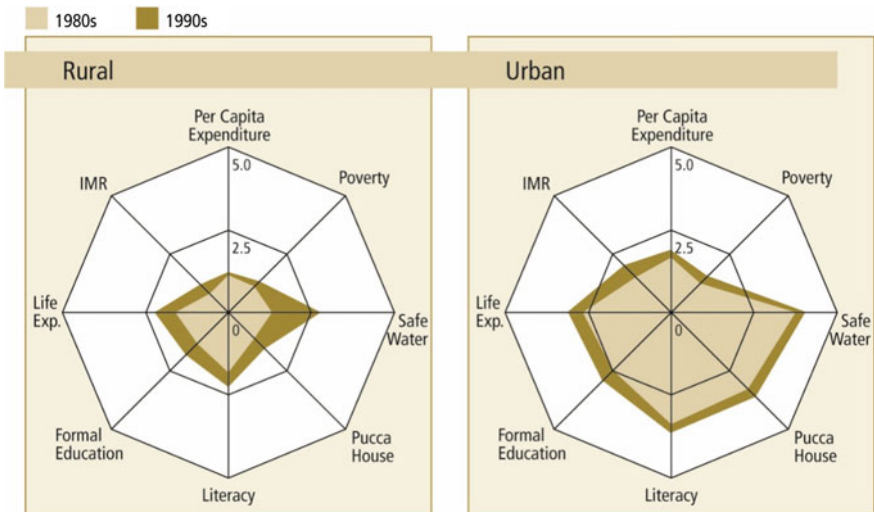 1980s
1990s
Rural
Per Capita
Expenditure
5.0
Poverty
IMR
2.5
Life
Exp.
0
Safe
Water
Formal
Education
Pucca
House
Literacy
Urban
Per Capita
Expenditure
5.0
Poverty
IMR
2.5
Life
Exp.
0
Safe
Water
Formal
Education
Pucca
House
Literacy